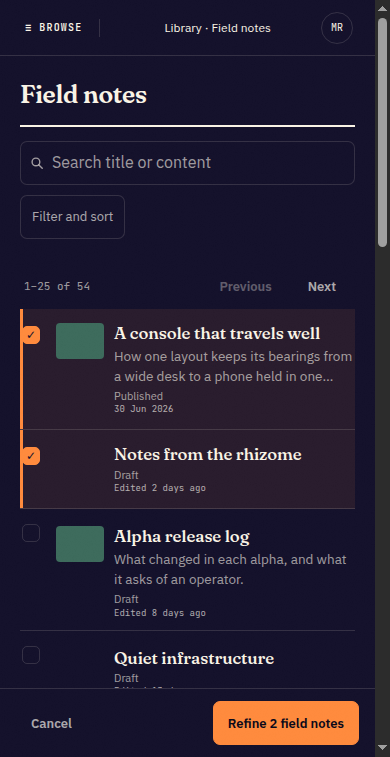 ≡ BROWSE
Library · Field notes
MR
Field notes
Search title or content
Filter and sort
1–25 of 54
Previous
Next
A console that travels well
How one layout keeps its bearings from
a wide desk to a phone held in one…
Published
30 Jun 2026
Notes from the rhizome
Draft
Edited 2 days ago
Alpha release log
What changed in each alpha, and what
it asks of an operator.
Draft
Edited 8 days ago
Quiet infrastructure
Draft
Cancel
Refine 2 field notes